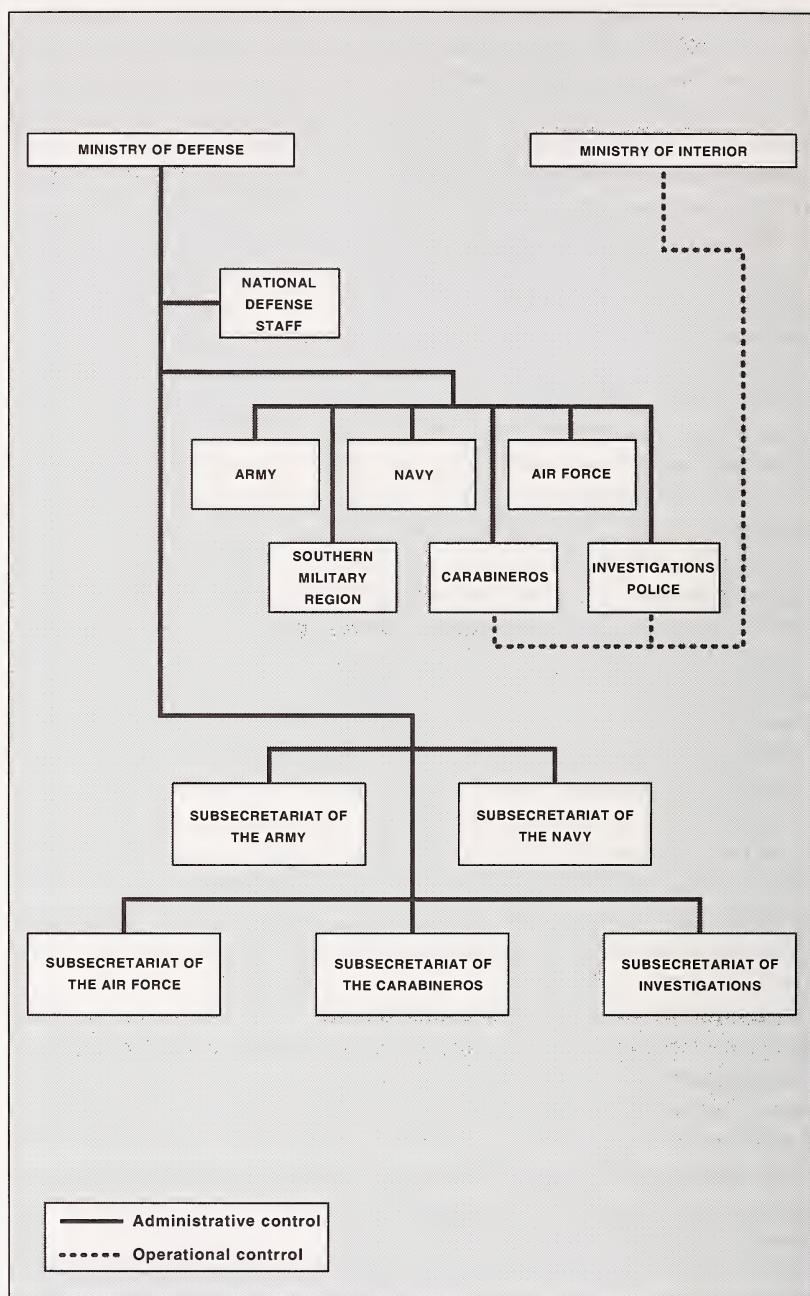 MINISTRY OF DEFENSE
MINISTRY OF INTERIOR
NATIONAL
DEFENSE
STAFF
ARMY
NAVY
AIR FORCE
SOUTHERN
MILITARY
REGION
CARABINEROS
INVESTIGATIONS
POLICE
SUBSECRETARIAT OF
THE ARMY
SUBSECRETARIAT OF
THE NAVY
SUBSECRETARIAT OF
THE AIR FORCE
SUBSECRETARIAT OF
THE CARABINEROS
SUBSECRETARIAT OF
INVESTIGATIONS
Administrative control
Operational contrrol